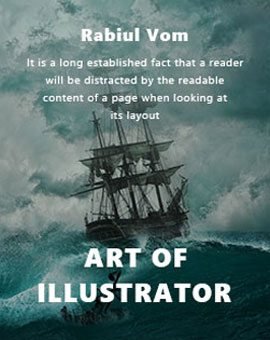 Rabiul Vom
It is a long established fact that a reader
will be distracted by the readable
content of a page when looking at
its layout
ART OF
ILLUSTRATOR